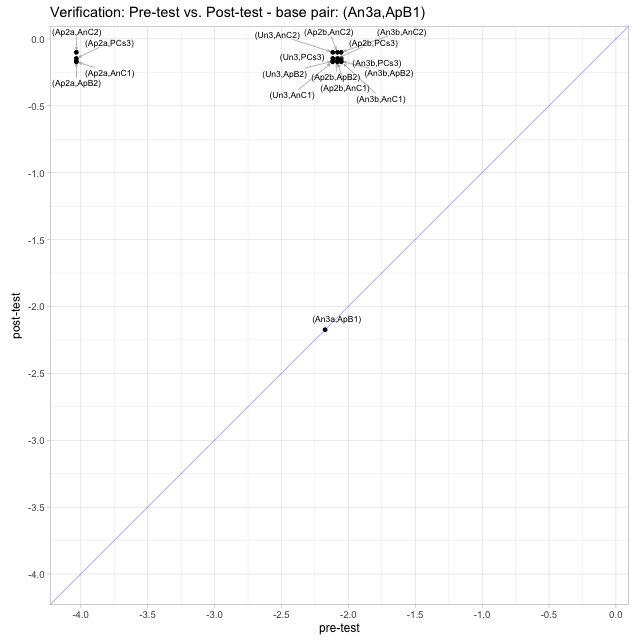 Verification: Pre-test vs. Post-test - base pair: (An3a,ApB1)
0.0
(Ap2a,AnC2)
(Ap2a,PCs3)
(Ap2a,AnC1)
(Ap2a,ApB2)
(Un3,AnC2)
(Ap2b,AnC2)
(An3b,AnC2)
(Ap2b,PCs3)
(Un3,PCs3)
(An3b,PCs3)
(Un3,ApB2)
(Ap2b,ApB2)
(An3b,ApB2)
(Ap2b,AnC1)
(Un3,AnC1)
(An3b,AnC1)
-0.5
-1.0
-1.5
-2.0
(An3a,ApB1)
-2.5
-3.0
-3.5
-4.0
post-test
-4.0 -3.5 -3.0 -2.5 -2.0 -1.5 -1.0 -0.5 0.0
pre-test